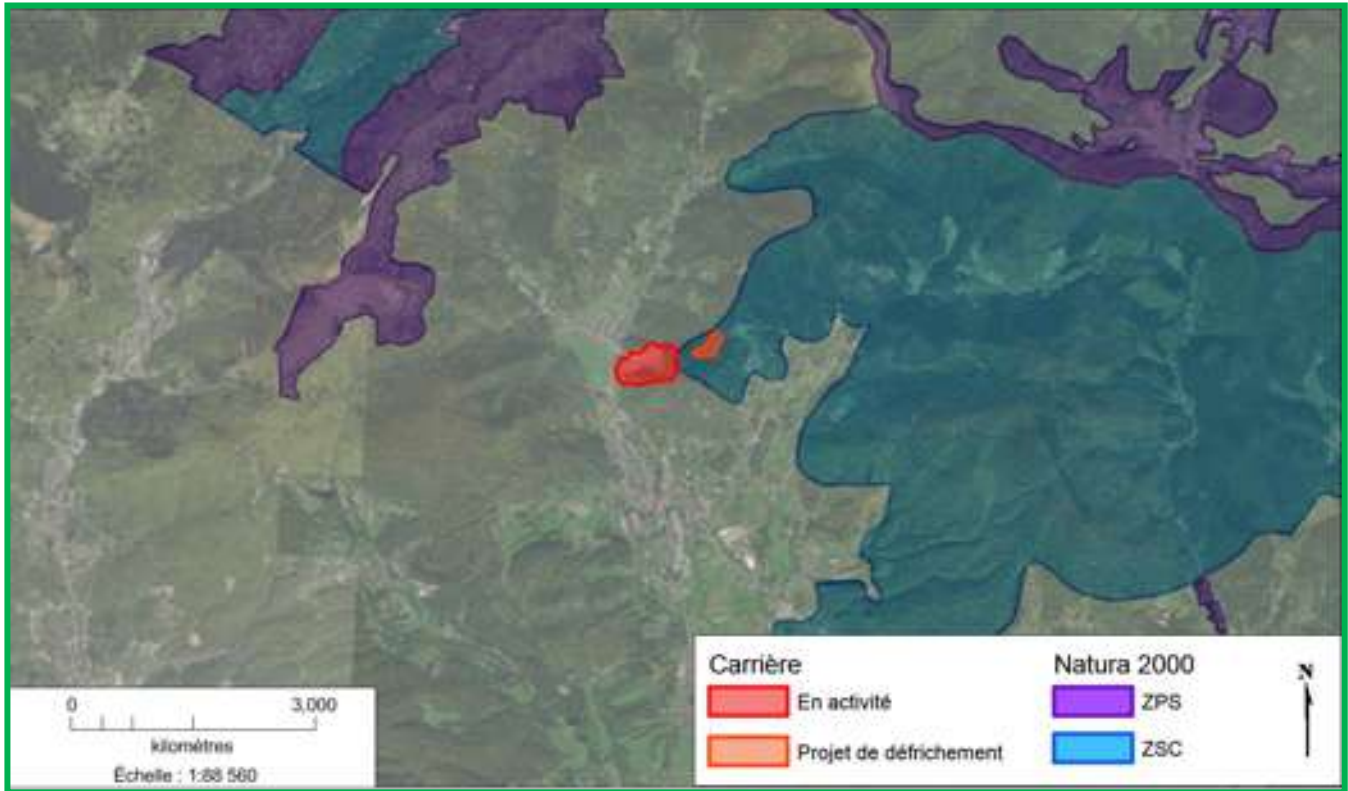 0 3,000
kilomètres
Échelle : 1:88 560
Carrière
En activité
Projet de défrichement
Natura 2000
ZPS
ZSC
N